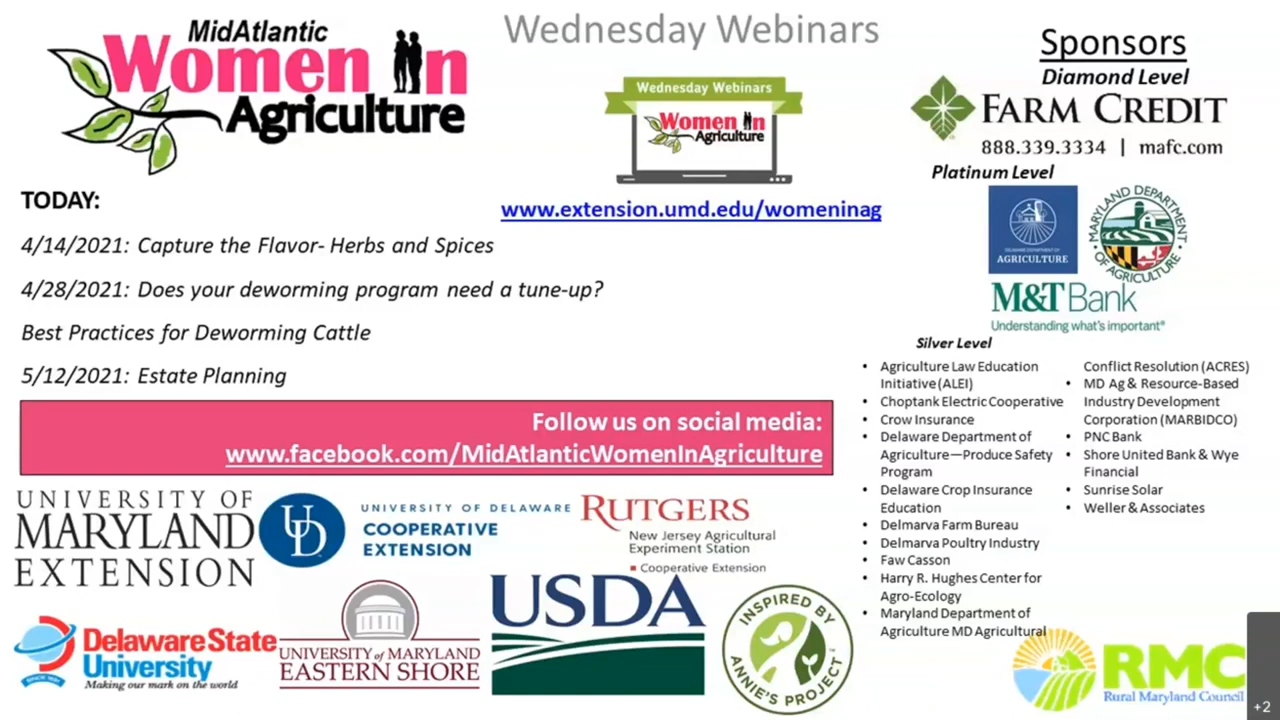 MidAtlantic
Women In
Agriculture
Wednesday Webinars
Wednesday Webinars
Women In
Agriculture
www.extension.umd.edu/womeninag
Sponsors
Diamond Level
FARM CREDIT
888.339.3334 | mafc.com
Platinum Level
DELAWARE DEPARTMENT OF
AGRICULTURE
MARYLAND DEPARTMENT
OF AGRICULTURE
M&T Bank
Understanding what's important®
TODAY:
4/14/2021: Capture the Flavor- Herbs and Spices
4/28/2021: Does your deworming program need a tune-up?
Best Practices for Deworming Cattle
5/12/2021: Estate Planning
Follow us on social media:
www.facebook.com/MidAtlanticWomenInAgriculture
Silver Level
• Agriculture Law Education
Initiative (ALEI)
• Choptank Electric Cooperative
• Crow Insurance
• Delaware Department of
Agriculture—Produce Safety
Program
• Delaware Crop Insurance
Education
• Delmarva Farm Bureau
• Delmarva Poultry Industry
• Faw Casson
• Harry R. Hughes Center for
Agro-Ecology
• Maryland Department of
Agriculture MD Agricultural
Conflict Resolution (ACRES)
• MD Ag & Resource-Based
Industry Development
Corporation (MARBIDCO)
• PNC Bank
• Shore United Bank & Wye
Financial
• Sunrise Solar
• Weller & Associates
UNIVERSITY OF
MARYLAND
EXTENSION
UD
UNIVERSITY OF DELAWARE
COOPERATIVE
EXTENSION
RUTGERS
New Jersey Agricultural
Experiment Station
▪ Cooperative Extension
Delaware State
University
Making our mark on the world
SINCE 1891
UNIVERSITY of MARYLAND
EASTERN SHORE
USDA
INSPIRED BY
ANNIE'S PROJECT
RMC
Rural Maryland Council
+2